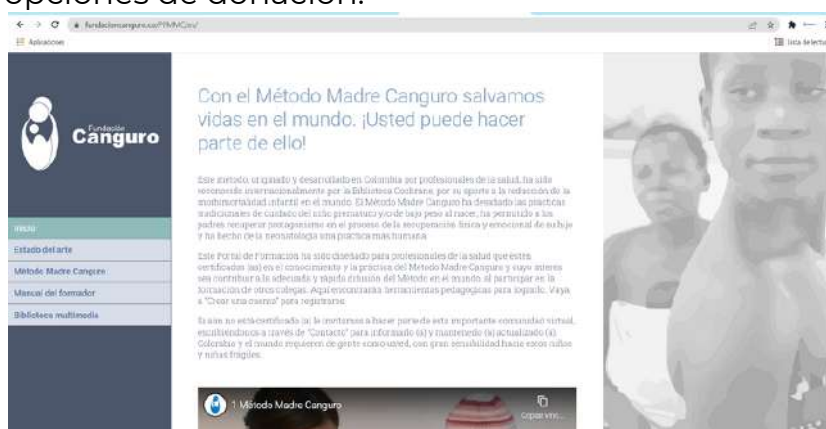 opciones de donación.
Aplicaciones
Lista de lectura
Fundación
Canguro
Con el Método Madre Canguro salvamos
vidas en el mundo. ¡Usted puede hacer
parte de ello!
Este método, originado y desarrollado en Colombia por profesionales de la salud, ha sido
reconocido internacionalmente por la Biblioteca Cochrane, por su aporte a la reducción de la
morbimortalidad infantil en el mundo. El Método Madre Canguro ha desafiado las prácticas
tradicionales de cuidado del niño prematuro y/o de bajo peso al nacer, ha permitido a los
padres recuperar protagonismo en el proceso de la recuperación física y emocional de su hijo
y ha hecho de la neonatología una práctica más humana.
Este Portal de Formación ha sido diseñado para profesionales de la salud que estén
certificados (as) en el conocimiento y la práctica del Método Madre Canguro y cuyo interés
sea contribuir a la adecuada y rápida difusión del Método en el mundo, al participar en la
formación de otros colegas. Aquí encontrarán herramientas pedagógicas para lograrlo. Vaya
a "Crear una cuenta" para registrarse.
Si aún no está certificado (a), le invitamos a hacer parte de esta importante comunidad virtual,
escribiéndonos a través de "Contacto" para informarlo (a) y mantenerlo (a) actualizado (a).
Colombia y el mundo requieren de gente como usted, con gran sensibilidad hacia estos niños
y niñas frágiles.
Inicio
Estado del arte
Método Madre Canguro
Manual del formador
Biblioteca multimedia
1 Método Madre Canguro
Copiar vínc...